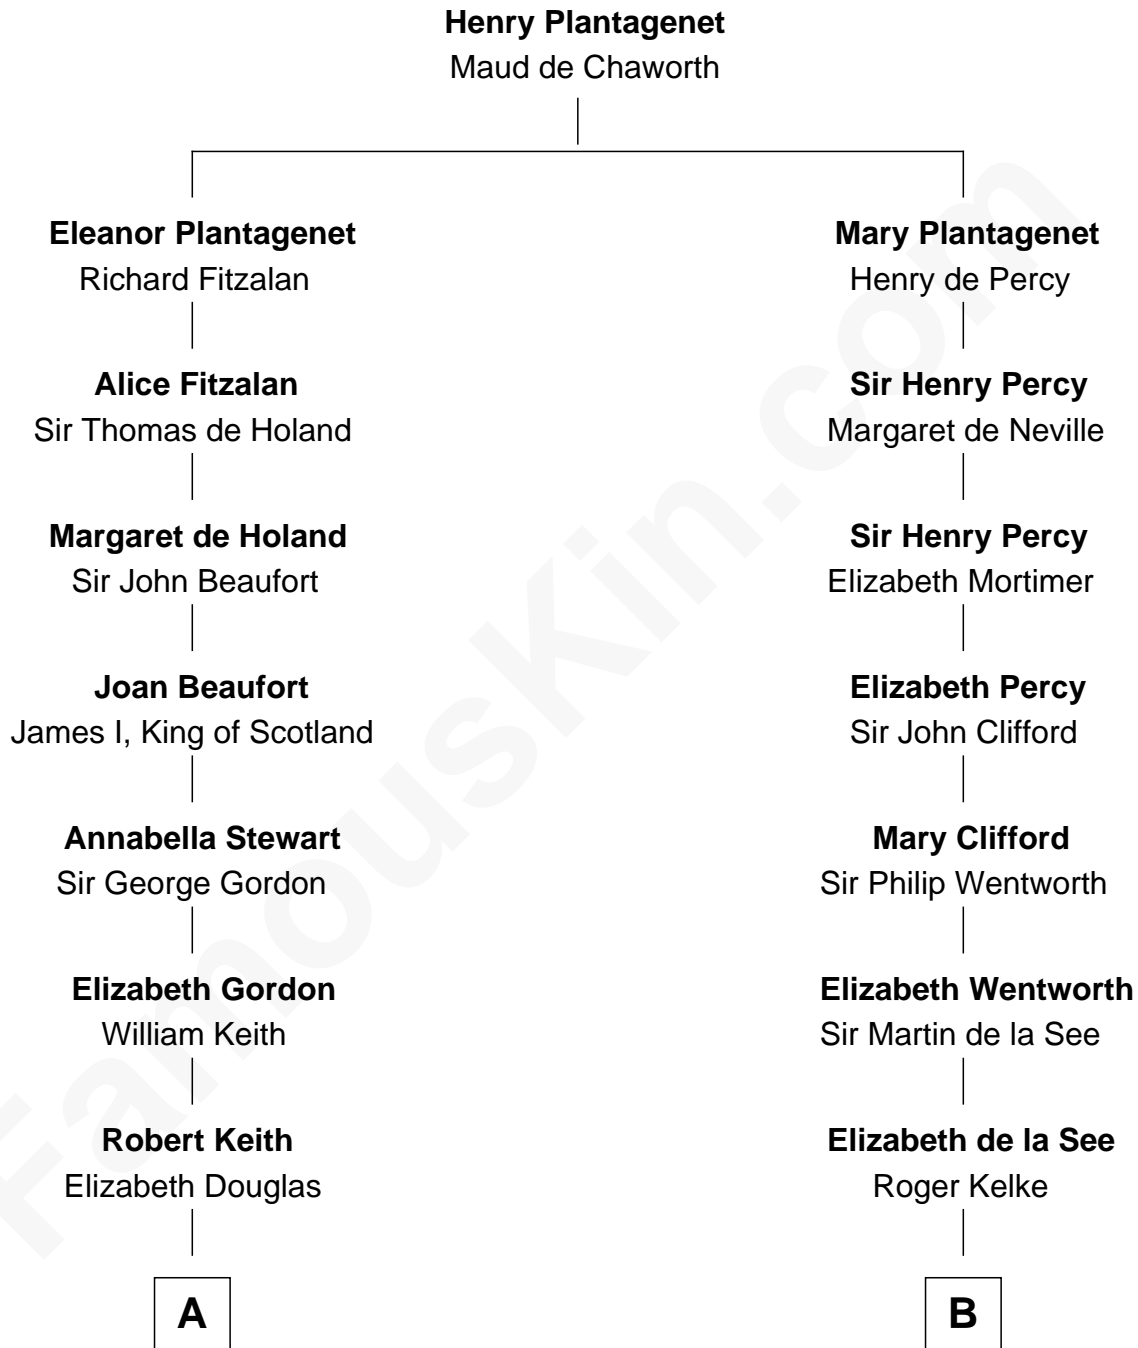 Henry Plantagenet
Maud de Chaworth
Eleanor Plantagenet
Richard Fitzalan
Mary Plantagenet
Henry de Percy
Alice Fitzalan
Sir Thomas de Holand
Sir Henry Percy
Margaret de Neville
Margaret de Holand
Sir John Beaufort
Sir Henry Percy
Elizabeth Mortimer
Joan Beaufort
James I, King of Scotland
Elizabeth Percy
Sir John Clifford
Annabella Stewart
Sir George Gordon
Mary Clifford
Sir Philip Wentworth
Elizabeth Gordon
William Keith
Elizabeth Wentworth
Sir Martin de la See
Robert Keith
Elizabeth Douglas
Elizabeth de la See
Roger Kelke
A
B
FamousKin.com